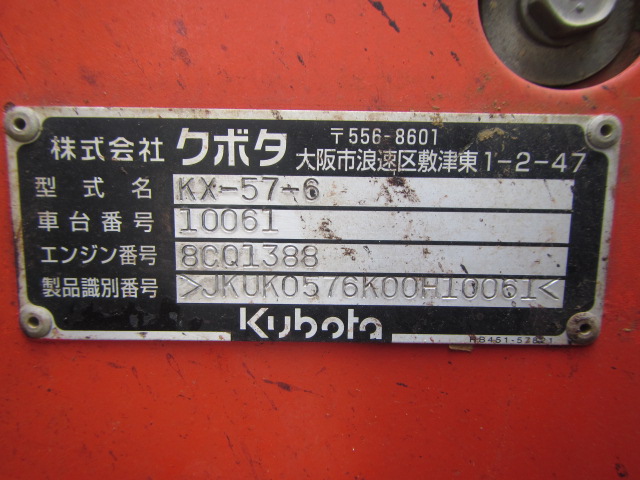 株式会社 クボタ 〒556-8601
大阪市浪速区敷津東1-2-47
型式名 KX-57-6
車台番号 10061
エンジン番号 8CQ1388
製品識別番号 >JKUK0576K00H10061<
Kubota